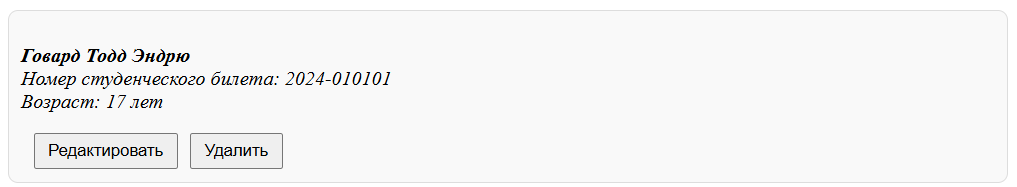 Говард Тодд Эндрю
Номер студенческого билета: 2024-010101
Возраст: 17 лет
Редактировать Удалить